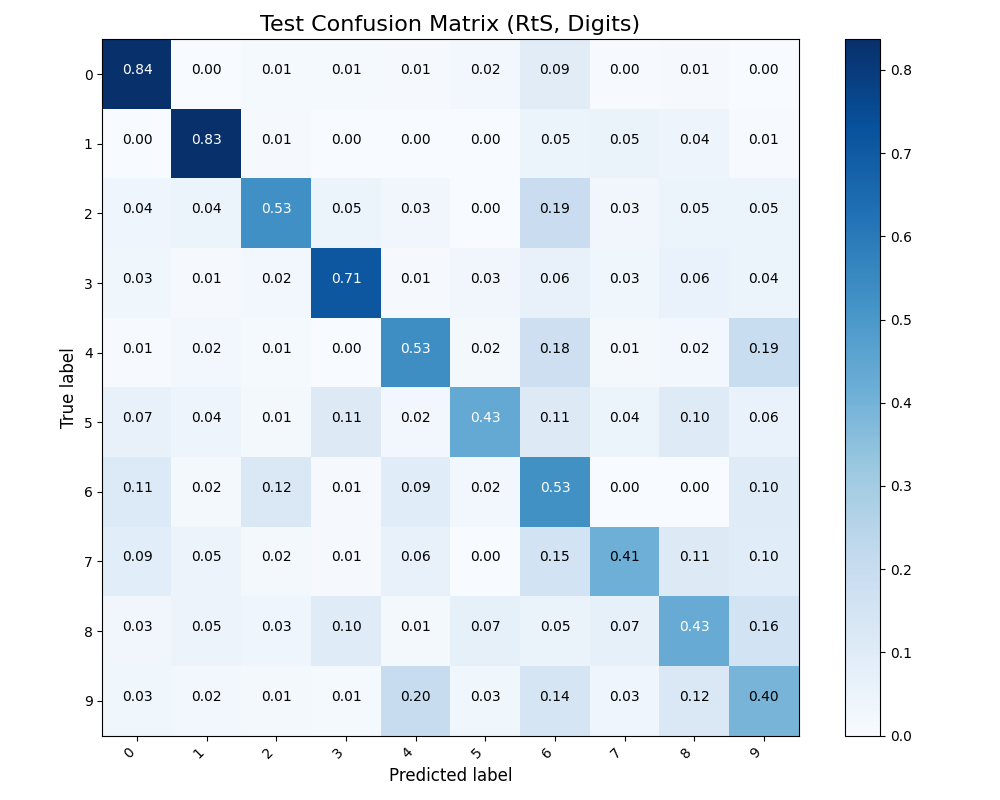 Test Confusion Matrix (RtS, Digits)
0 0.84 0.00 0.01 0.01 0.01 0.02 0.09 0.00 0.01 0.00
1 0.00 0.83 0.01 0.00 0.00 0.00 0.05 0.05 0.04 0.01
2 0.04 0.04 0.53 0.05 0.03 0.00 0.19 0.03 0.05 0.05
3 0.03 0.01 0.02 0.71 0.01 0.03 0.06 0.03 0.06 0.04
4 0.01 0.02 0.01 0.00 0.53 0.02 0.18 0.01 0.02 0.19
5 0.07 0.04 0.01 0.11 0.02 0.43 0.11 0.04 0.10 0.06
6 0.11 0.02 0.12 0.01 0.09 0.02 0.53 0.00 0.00 0.10
7 0.09 0.05 0.02 0.01 0.06 0.00 0.15 0.41 0.11 0.10
8 0.03 0.05 0.03 0.10 0.01 0.07 0.05 0.07 0.43 0.16
9 0.03 0.02 0.01 0.01 0.20 0.03 0.14 0.03 0.12 0.40
0 1 2 3 4 5 6 7 8 9
Predicted label
True label
0.8
0.7
0.6
0.5
0.4
0.3
0.2
0.1
0.0